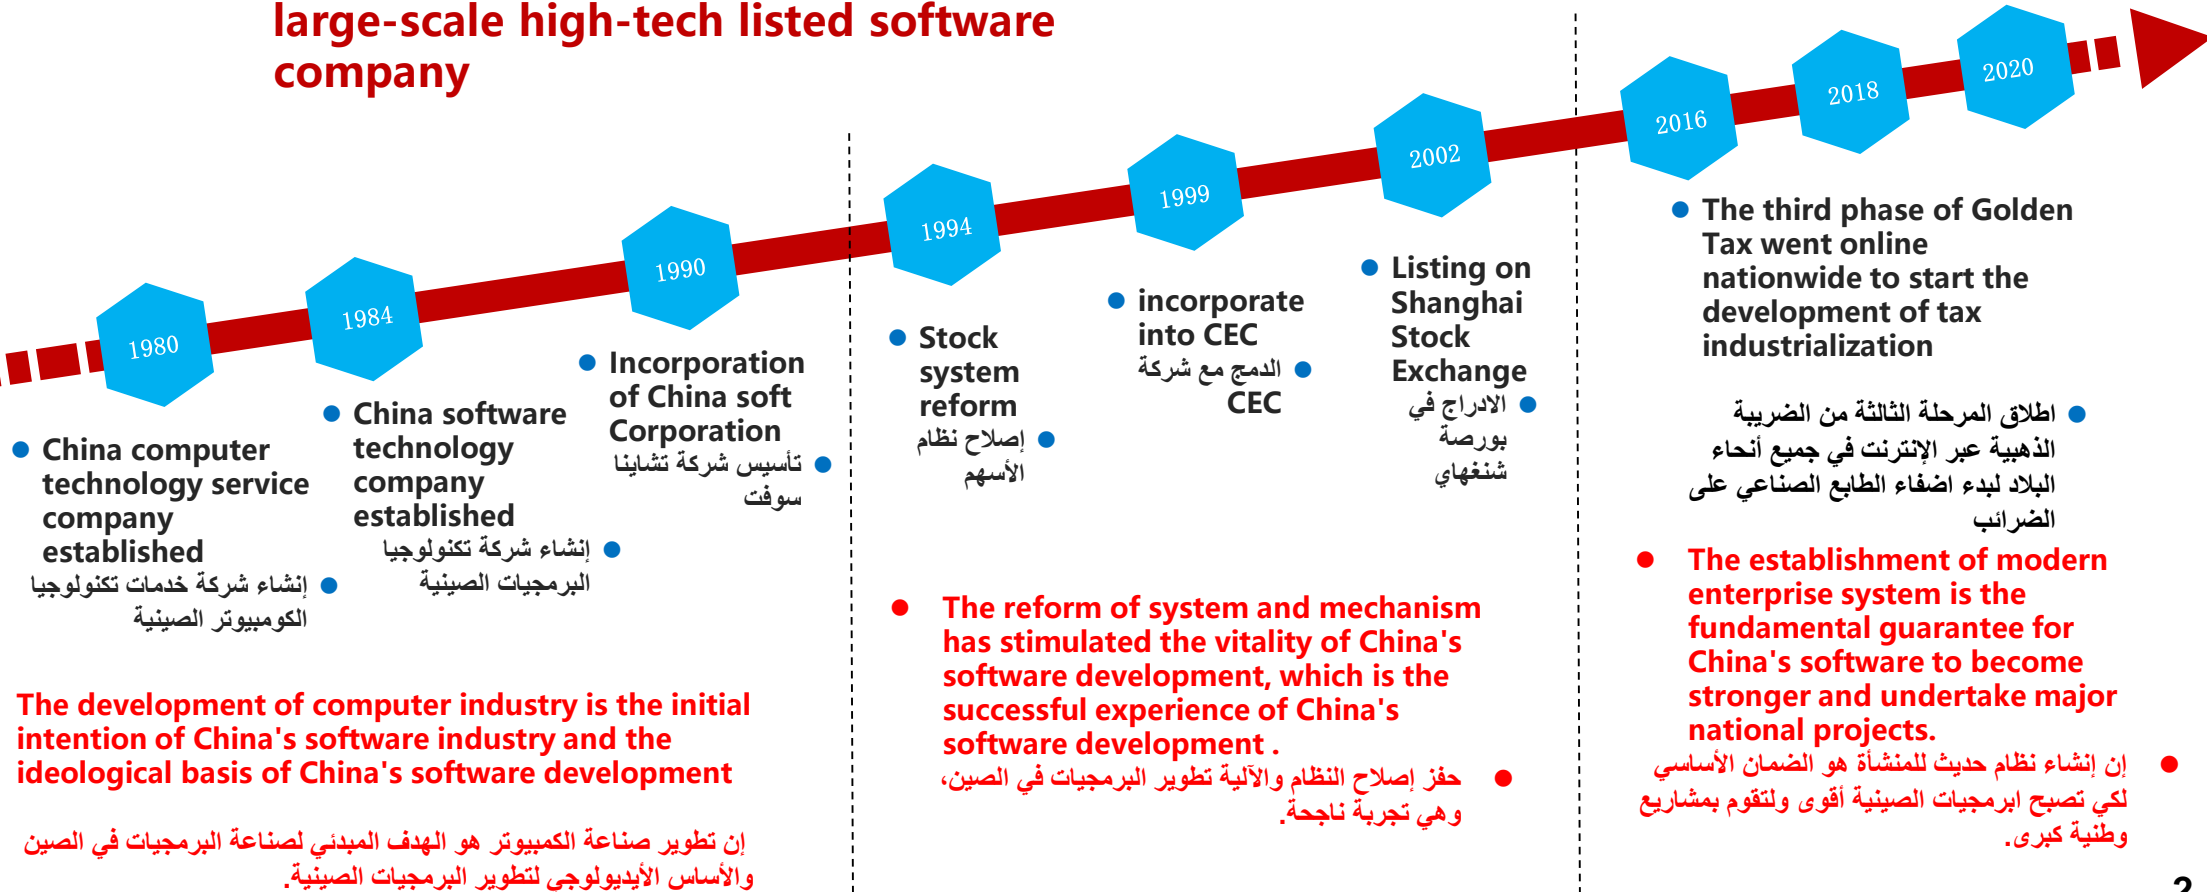 large-scale high-tech listed software
company
1980
1984
1990
1994
1999
2002
2016
2018
2020
China computer
technology service
company
established
إنشاء شركة خدمات تكنولوجيا
الكومبيوتر الصينية
China software
technology
company
established
إنشاء شركة تكنولوجيا
البرمجيات الصينية
Incorporation
of China soft
Corporation
تأسيس شركة تشاينا
سوفت
The development of computer industry is the initial
intention of China's software industry and the
ideological basis of China's software development
إن تطوير صناعة الكمبيوتر هو الهدف المبدئي لصناعة البرمجيات في الصين
والأساس الأيديولوجي لتطوير البرمجيات الصينية.
Stock
system
reform
إصلاح نظام
الأسهم
incorporate
into CEC
الدمج مع شركة
CEC
Listing on
Shanghai
Stock
Exchange
الادراج في
بورصة
شنغهاي
The reform of system and mechanism
has stimulated the vitality of China's
software development, which is the
successful experience of China's
software development .
حفز إصلاح النظام والآلية تطوير البرمجيات في الصين،
وهي تجربة ناجحة.
The third phase of Golden
Tax went online
nationwide to start the
development of tax
industrialization
اطلاق المرحلة الثالثة من الضريبة
الذهبية عبر الإنترنت في جميع أنحاء
البلاد لبدء اضفاء الطابع الصناعي على
الضرائب
The establishment of modern
enterprise system is the
fundamental guarantee for
China's software to become
stronger and undertake major
national projects.
إن إنشاء نظام حديث للمنشأة هو الضمان الأساسي
لكي تصبح ابرمجيات الصينية أقوى ولتقوم بمشاريع
وطنية كبرى.
2